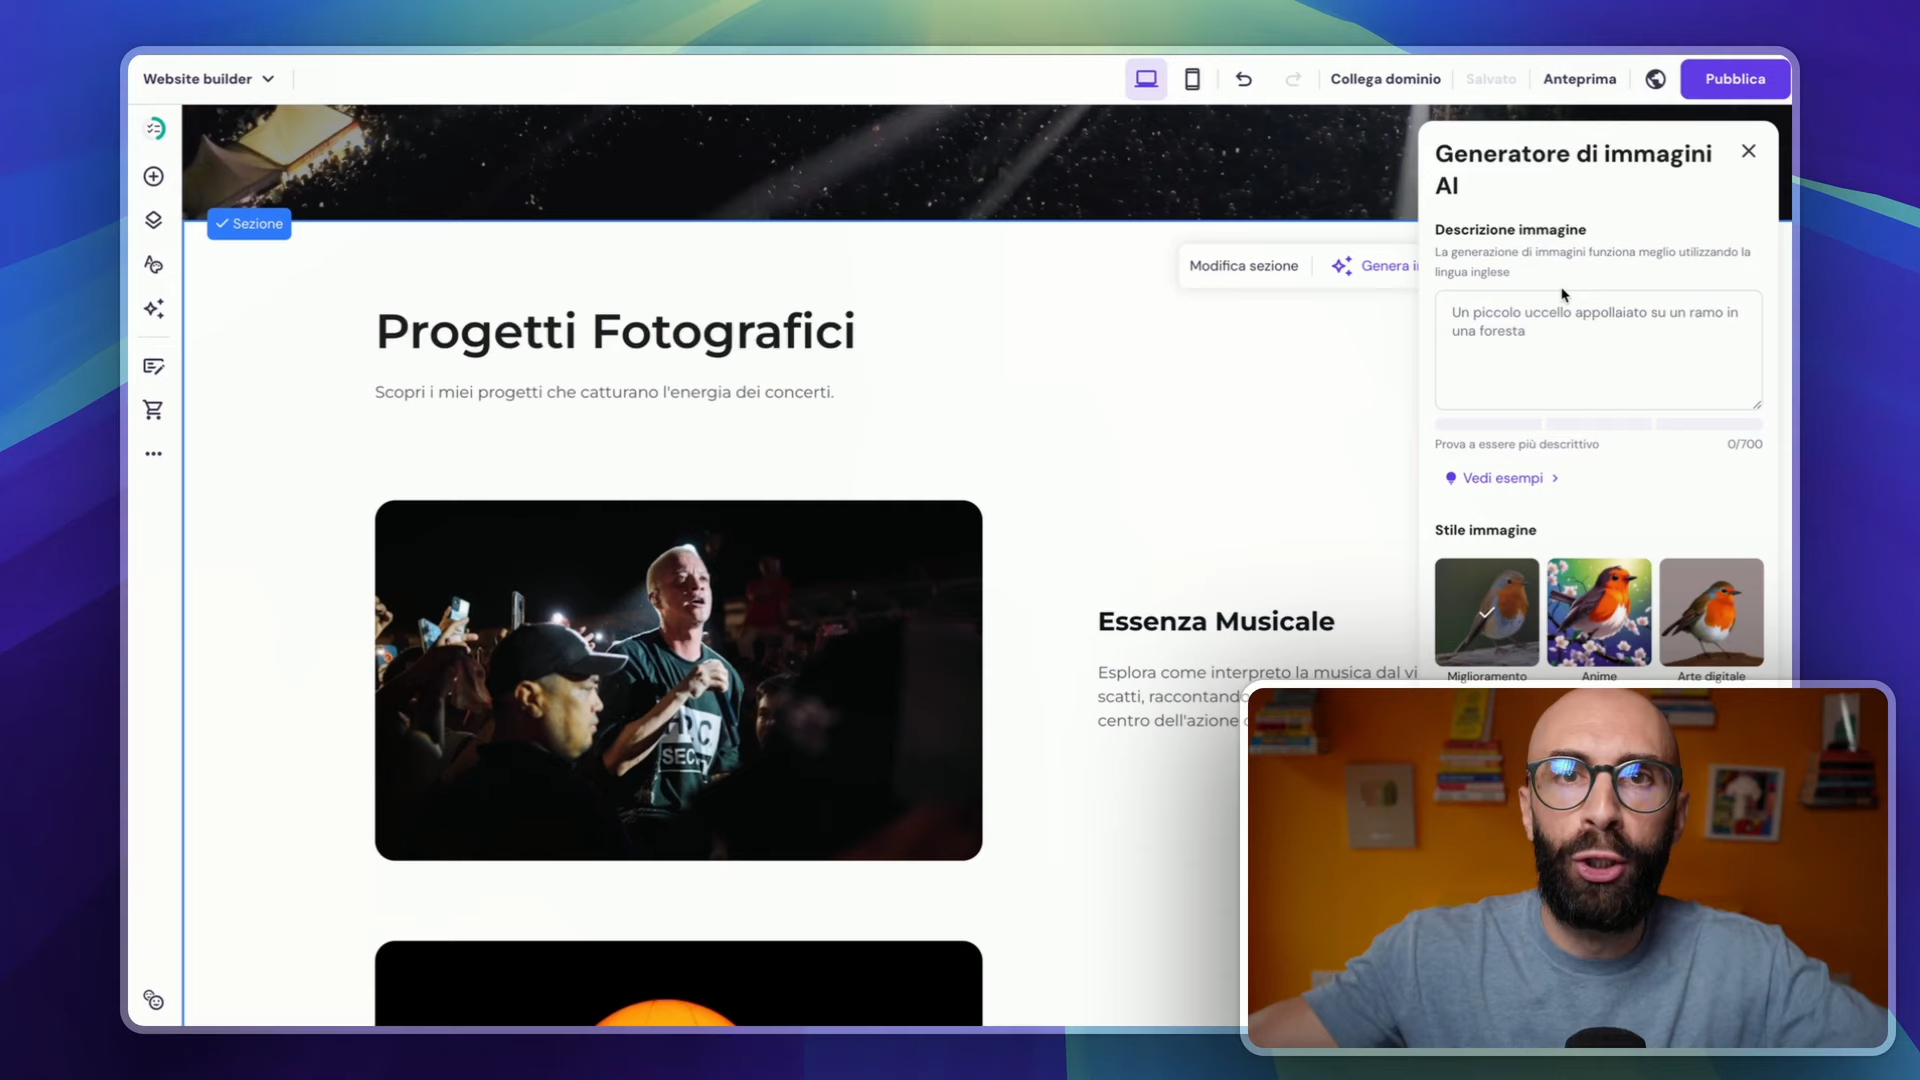 Website builder
Collega dominio
Salvato
Anteprima
Pubblica
Sezione
Modifica sezione
Genera i
Progetti Fotografici
Scopri i miei progetti che catturano l'energia dei concerti.
SEC
Essenza Musicale
Esplora come interpreto la musica dal vi
scatti, raccontando
centro dell'azione
Generatore di immagini
AI
Descrizione immagine
La generazione di immagini funziona meglio utilizzando la
lingua inglese
Un piccolo uccello appollaiato su un ramo in
una foresta
Prova a essere più descrittivo
0/700
Vedi esempi
Stile immagine
Miglioramento
Anime
Arte digitale